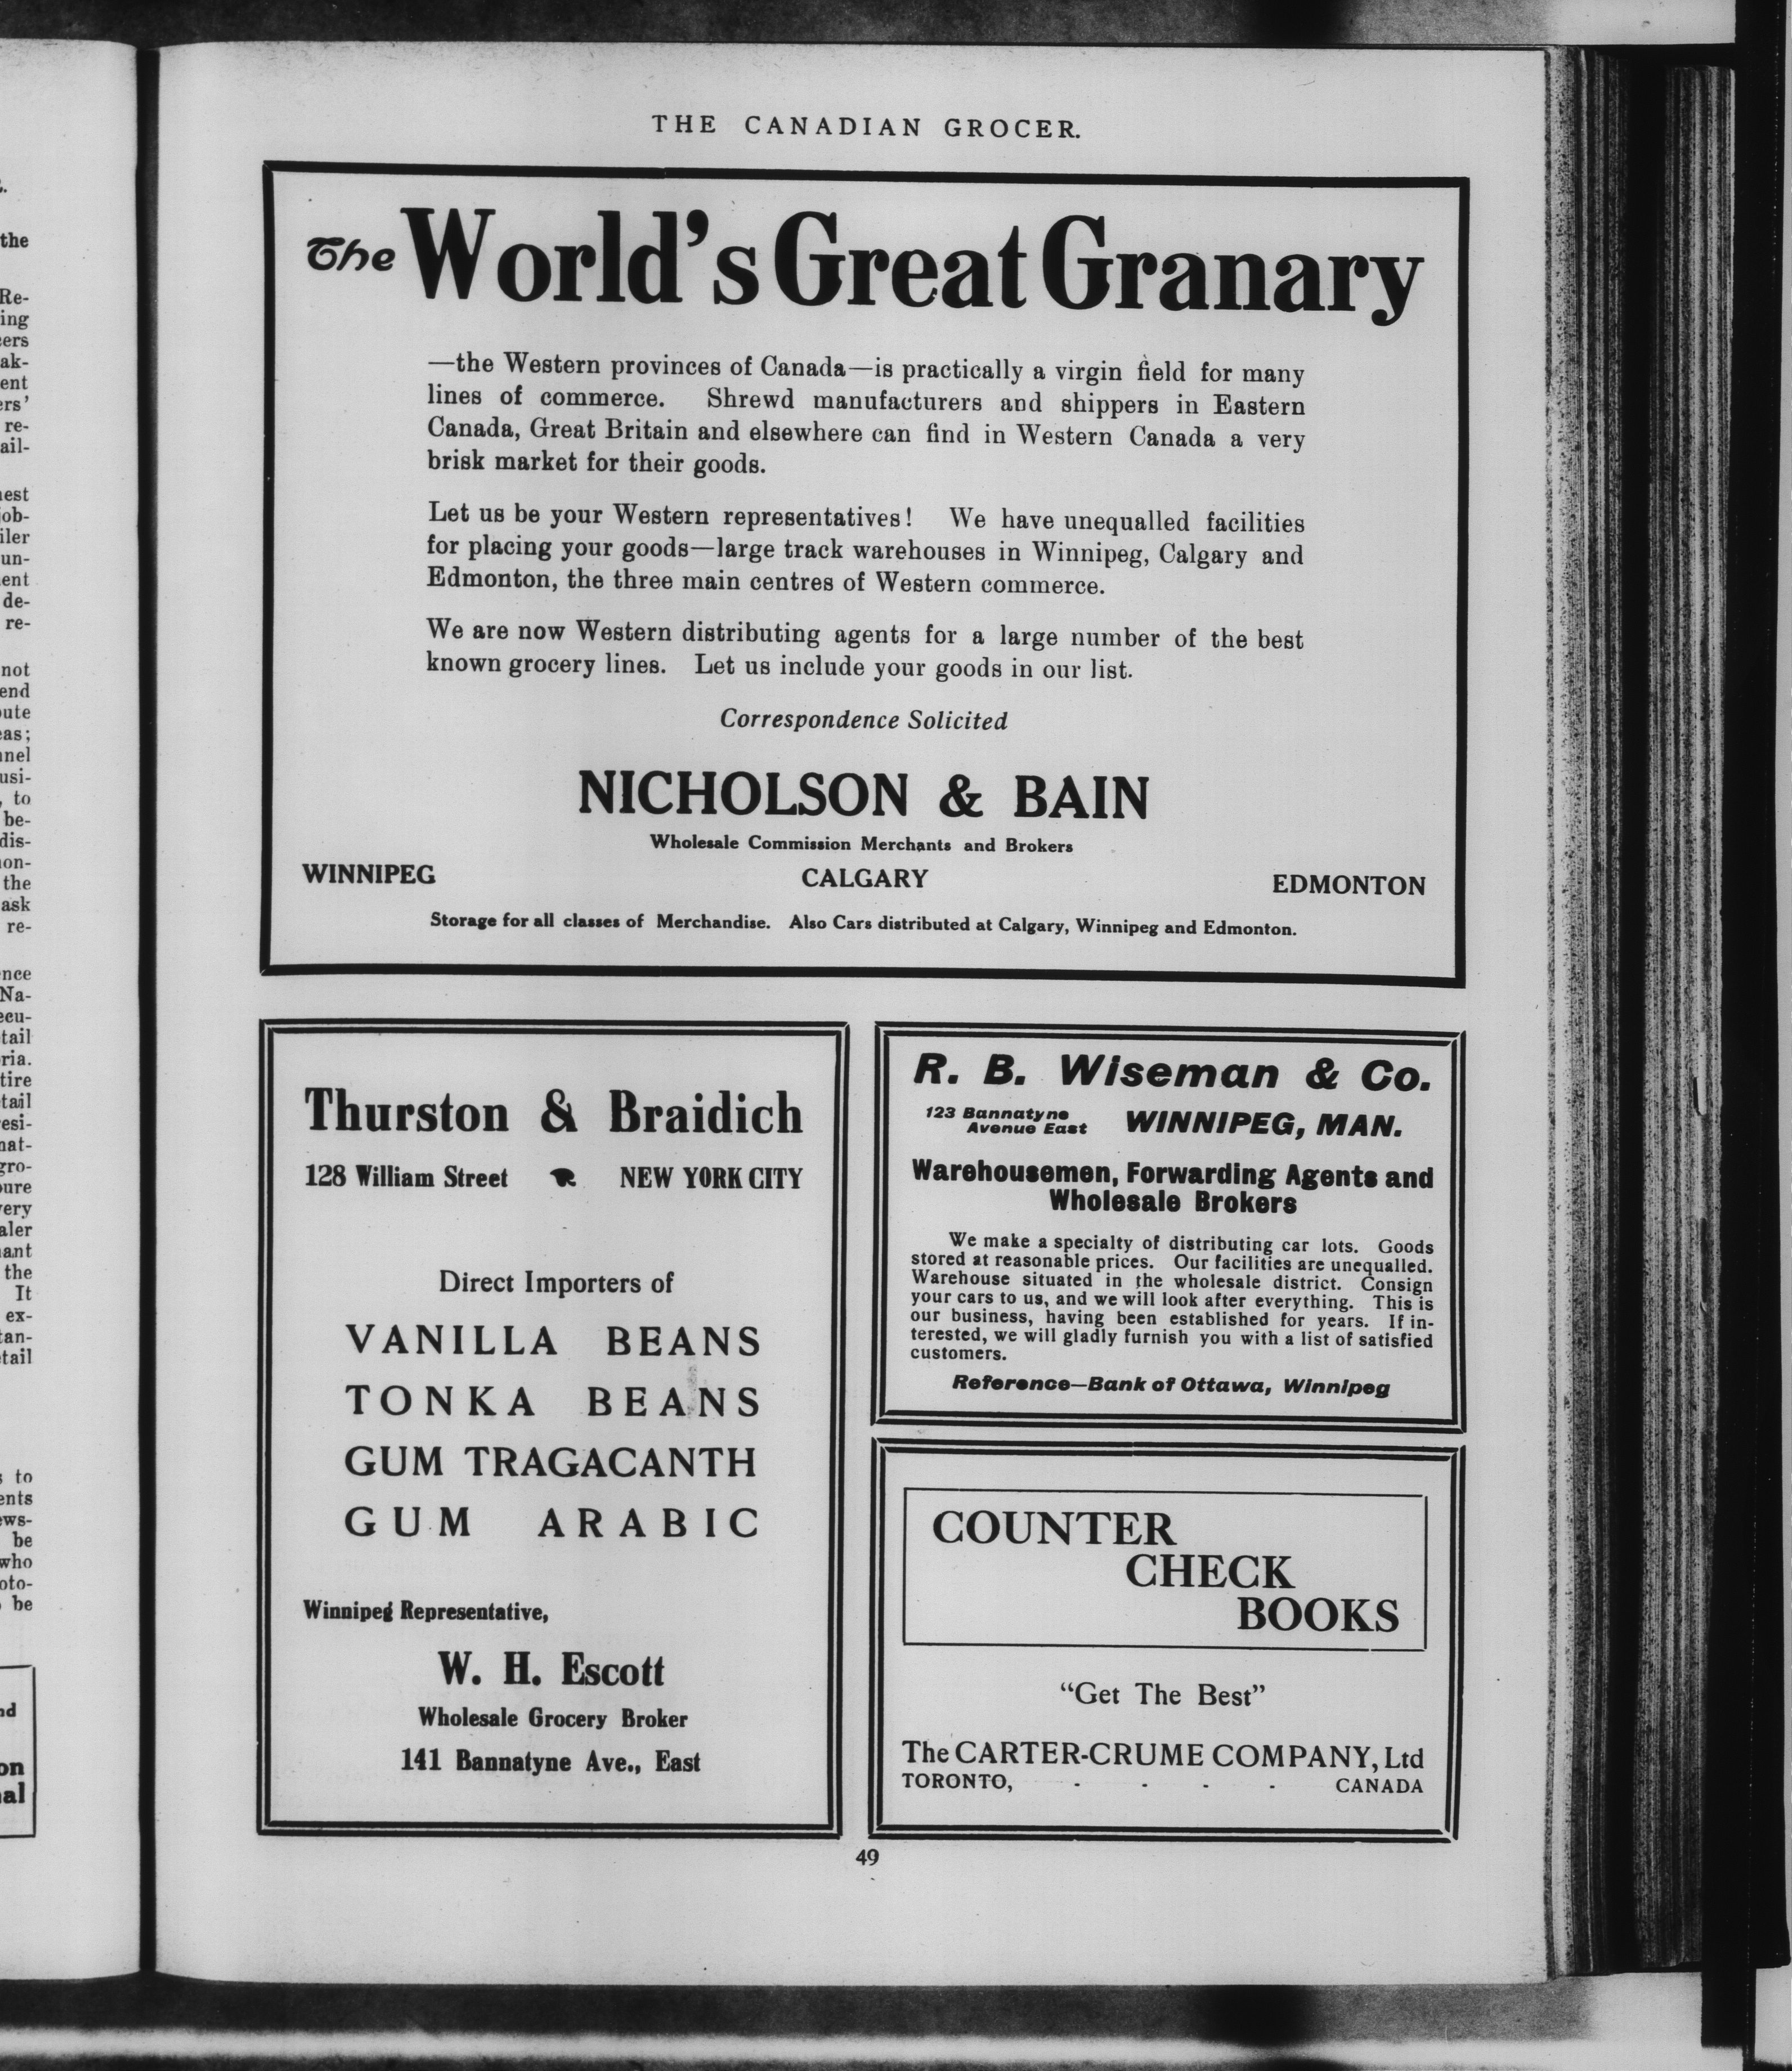 THE CANADIAN GROCER.
The World's Great Granary
—the Western provinces of Canada—is practically a virgin field for many
lines of commerce. Shrewd manufacturers and shippers in Eastern
Canada, Great Britain and elsewhere can find in Western Canada a very
brisk market for their goods.
Let us be your Western representatives! We have unequalled facilities
for placing your goods—large track warehouses in Winnipeg, Calgary and
Edmonton, the three main centres of Western commerce.
We are now Western distributing agents for a large number of the best
known grocery lines. Let us include your goods in our list.
Correspondence Solicited
NICHOLSON & BAIN
Wholesale Commission Merchants and Brokers
WINNIPEG CALGARY EDMONTON
Storage for all classes of Merchandise. Also Cars distributed at Calgary, Winnipeg and Edmonton.
Thurston & Braidich
128 William Street NEW YORK CITY
Direct Importers of
VANILLA BEANS
TONKA BEANS
GUM TRAGACANTH
GUM ARABIC
Winnipeg Representative,
W. H. Escott
Wholesale Grocery Broker
141 Bannatyne Ave., East
R. B. Wiseman & Co.
123 Bannatyne
Avenue East WINNIPEG, MAN.
Warehousemen, Forwarding Agents and
Wholesale Brokers
We make a specialty of distributing car lots. Goods
stored at reasonable prices. Our facilities are unequalled.
Warehouse situated in the wholesale district. Consign
your cars to us, and we will look after everything. This is
our business, having been established for years. If in-
terested, we will gladly furnish you with a list of satisfied
customers.
Reference—Bank of Ottawa, Winnipeg
COUNTER
CHECK
BOOKS
"Get The Best"
The CARTER-CRUME COMPANY, Ltd
TORONTO, - - - - CANADA
49